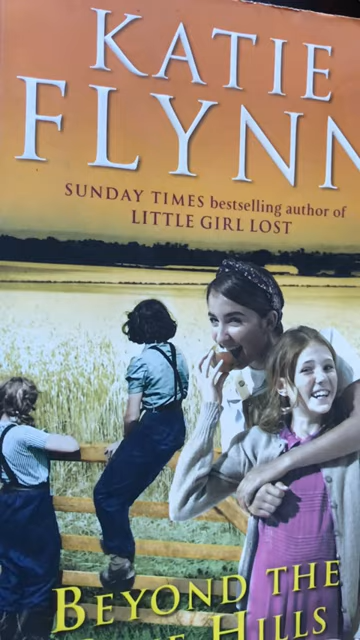 KATIE
FLYNN
SUNDAY TIMES bestselling author of
LITTLE GIRL LOST
BEYOND THE
HILLS